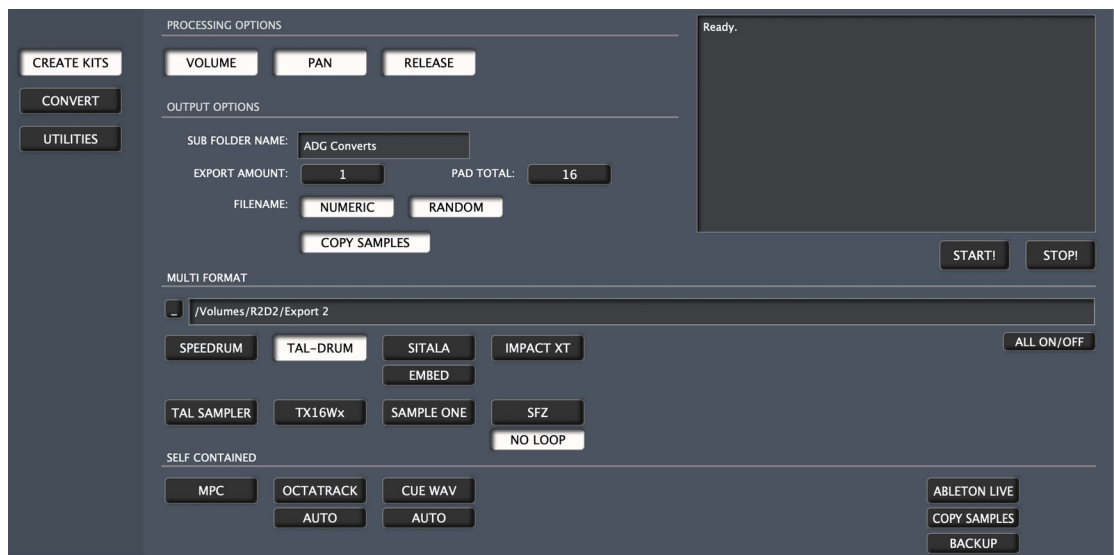 PROCESSING OPTIONS
Ready.
CREATE KITS
VOLUME PAN RELEASE
CONVERT
OUTPUT OPTIONS
UTILITIES
SUB FOLDER NAME: ADG Converts
EXPORT AMOUNT: 1 PAD TOTAL: 16
FILENAME: NUMERIC RANDOM
COPY SAMPLES
START! STOP!
MULTI FORMAT
_ /Volumes/R2D2/Export 2
SPEEDRUM TAL-DRUM SITALA IMPACT XT ALL ON/OFF
EMBED
TAL SAMPLER TX16Wx SAMPLE ONE SFZ
NO LOOP
SELF CONTAINED
MPC OCTATRACK CUE WAV ABLETON LIVE
AUTO AUTO COPY SAMPLES
BACKUP